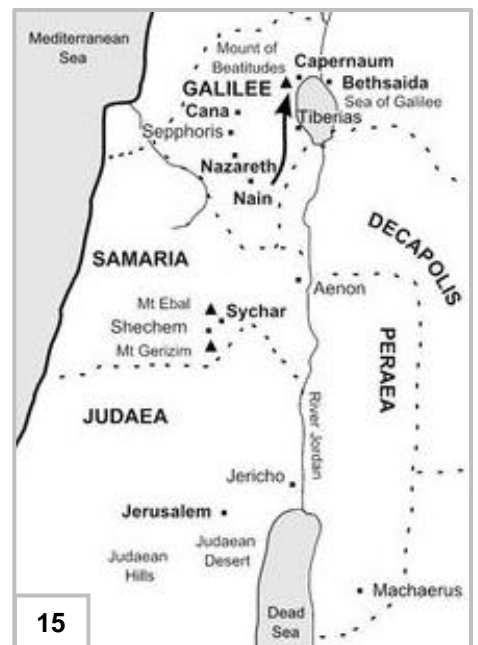 Mediterranean
Sea
Mount of
Beatitudes
Capernaum
GALILEE
Bethsaida
Sea of Galilee
'Cana
Tiberias
Sepphoris
Nazareth
Nain
DECAPOLIS
SAMARIA
Aenon
Mt Ebal
Sychar
Shechem
Mt Gerizim
PERAEA
JUDAEA
River Jordan
Jericho
Jerusalem
Judaean
Desert
Judaean
Hills
Machaerus
Dead
Sea
15